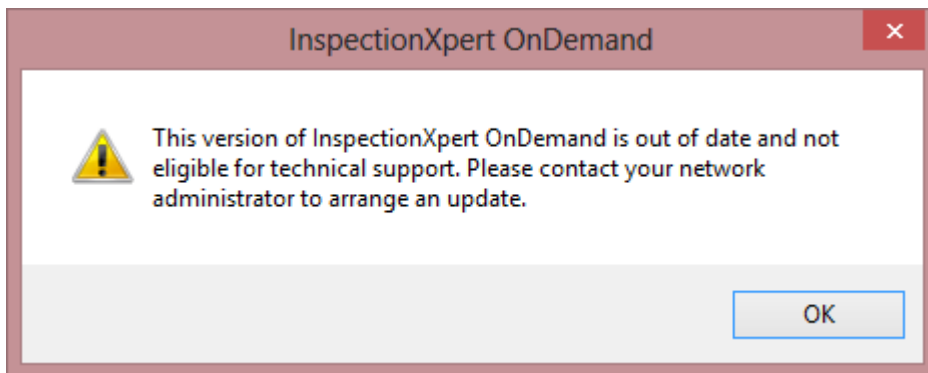 InspectionXpert OnDemand
This version of InspectionXpert OnDemand is out of date and not
eligible for technical support. Please contact your network
administrator to arrange an update.
OK